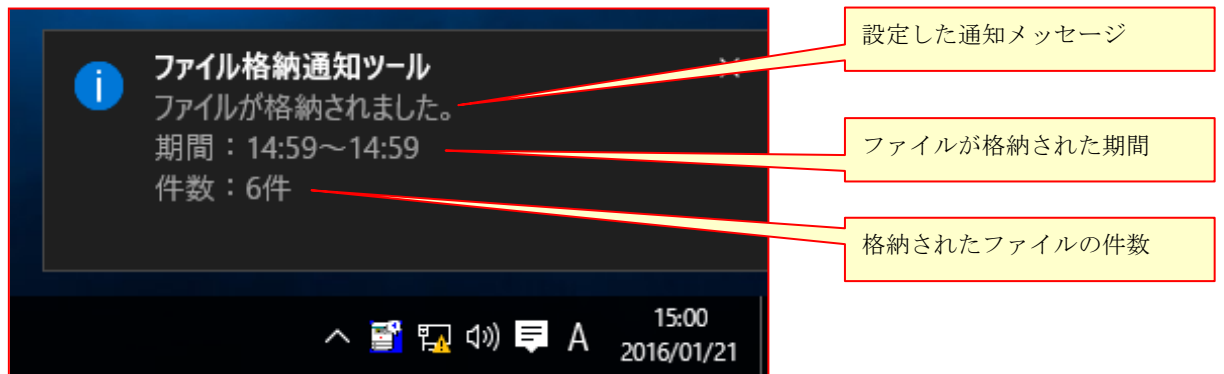 ファイル格納通知ツール
ファイルが格納されました。
期間：14:59～14:59
件数：6件
設定した通知メッセージ
ファイルが格納された期間
格納されたファイルの件数
A
15:00
2016/01/21